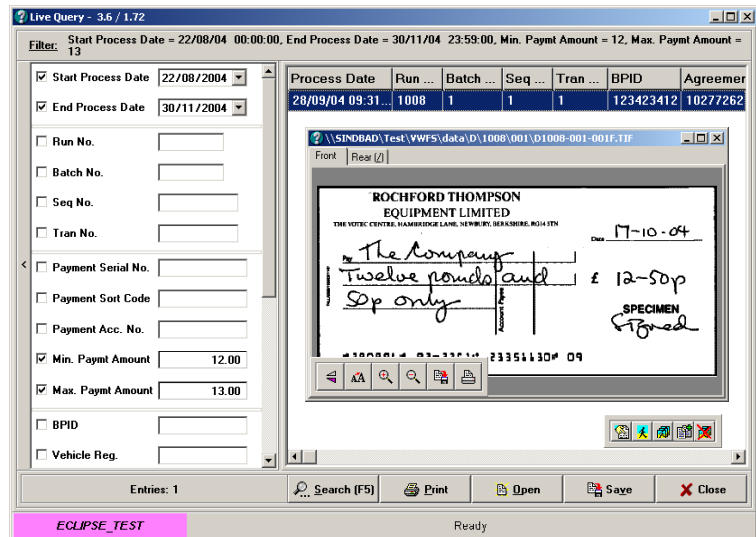 Live Query - 3.6 / 1.72
Filter: Start Process Date = 22/08/04 00:00:00, End Process Date = 30/11/04 23:59:00, Min. Paymt Amount = 12, Max. Paymt Amount =
13
Start Process Date 22/08/2004
End Process Date 30/11/2004
Run No.
Batch No.
Seq No.
Tran No.
Payment Serial No.
Payment Sort Code
Payment Acc. No.
Min. Paymt Amount 12.00
Max. Paymt Amount 13.00
BPID
Vehicle Reg.
Process Date Run ... Batch ... Seq ... Tran ... BPID Agreemer
28/09/04 09:31... 1008 1 1 1 123423412 10277262
\\SINDBAD\Test\VWFS\data\D\1008\001\D1008-001-001F.TIF
Front Rear (/)
ROCHFORD THOMPSON
EQUIPMENT LIMITED
THE VOTEC CENTRE, HAMBRIDGE LANE, NEWBURY, BERKSHIRE, RG14 5TN
Date 17-10-04
Pay The Company
Twelve pounds and £ 12-50p
50p only
Account Payee
SPECIMEN
Signed
09
Entries: 1
Search (F5) Print Open Save Close
ECLIPSE_TEST Ready